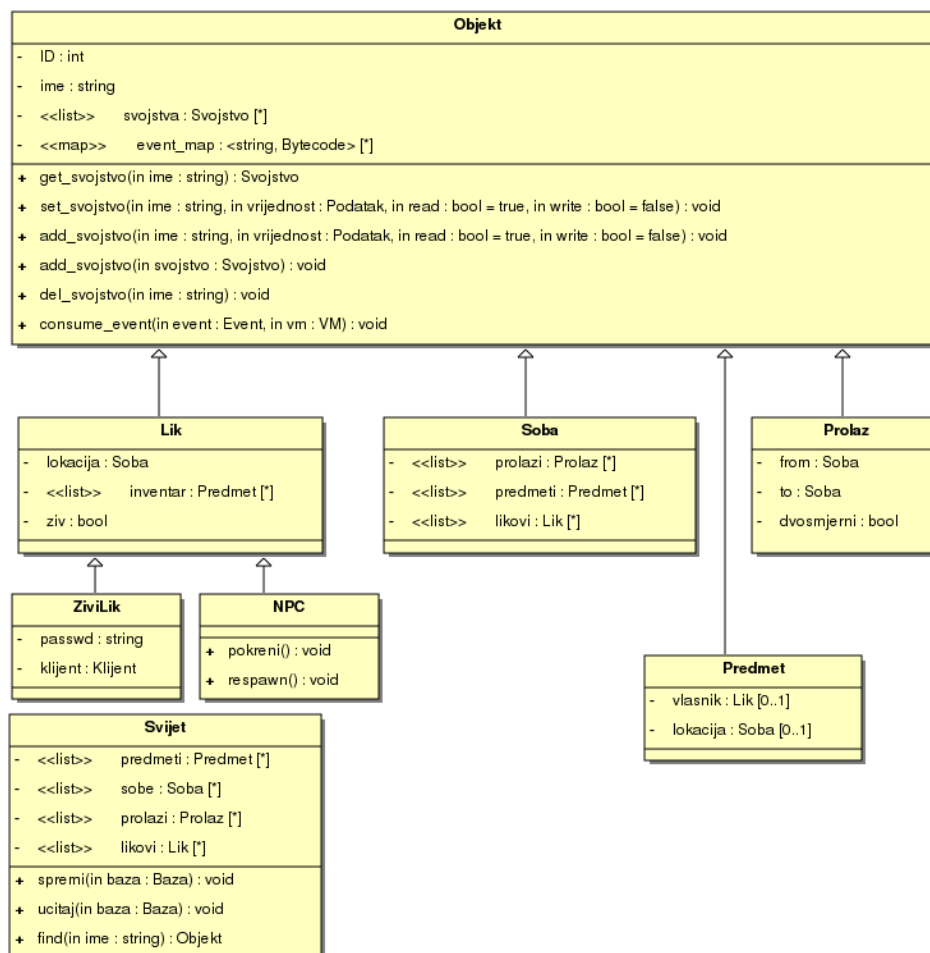 Objekt
- ID : int
- ime : string
- <<list>> svojstva : Svojstvo [*]
- <<map>> event_map : <string, Bytecode> [*]
+ get_svojstvo(in ime : string) : Svojstvo
+ set_svojstvo(in ime : string, in vrijednost : Podatak, in read : bool = true, in write : bool = false) : void
+ add_svojstvo(in ime : string, in vrijednost : Podatak, in read : bool = true, in write : bool = false) : void
+ add_svojstvo(in svojstvo : Svojstvo) : void
+ del_svojstvo(in ime : string) : void
+ consume_event(in event : Event, in vm : VM) : void
Lik
- lokacija : Soba
- <<list>> inventar : Predmet [*]
- ziv : bool
Soba
- <<list>> prolazi : Prolaz [*]
- <<list>> predmeti : Predmet [*]
- <<list>> likovi : Lik [*]
Prolaz
- from : Soba
- to : Soba
- dvosmjerni : bool
ZiviLik
- passwd : string
- klijent : Klijent
NPC
+ pokreni() : void
+ respawn() : void
Predmet
- vlasnik : Lik [0..1]
- lokacija : Soba [0..1]
Svijet
- <<list>> predmeti : Predmet [*]
- <<list>> sobe : Soba [*]
- <<list>> prolazi : Prolaz [*]
- <<list>> likovi : Lik [*]
+ spremi(in baza : Baza) : void
+ ucitaj(in baza : Baza) : void
+ find(in ime : string) : Objekt